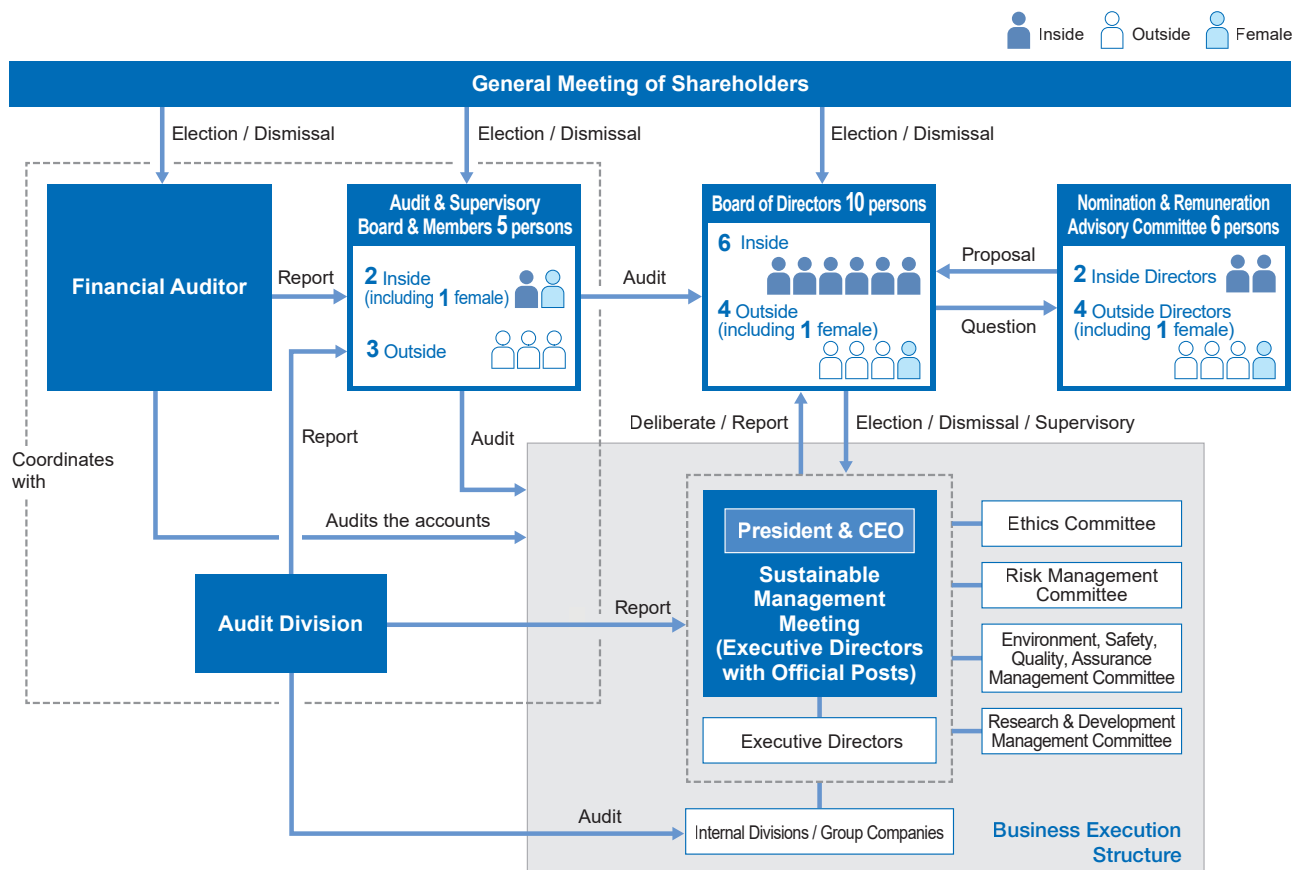 Inside
Outside
Female
General Meeting of Shareholders
Election / Dismissal
Election / Dismissal
Election / Dismissal
Financial Auditor
Report
Audit & Supervisory
Board & Members 5 persons
2 Inside
(including 1 female)
3 Outside
Audit
Board of Directors 10 persons
6 Inside
4 Outside
(including 1 female)
Proposal
Question
Nomination & Remuneration
Advisory Committee 6 persons
2 Inside Directors
4 Outside Directors
(including 1 female)
Coordinates
with
Report
Audit
Deliberate / Report
Election / Dismissal / Supervisory
Audits the accounts
Audit Division
Report
President & CEO
Sustainable
Management
Meeting
(Executive Directors
with Official Posts)
Executive Directors
Ethics Committee
Risk Management
Committee
Environment, Safety,
Quality, Assurance
Management Committee
Research & Development
Management Committee
Audit
Internal Divisions / Group Companies
Business Execution
Structure